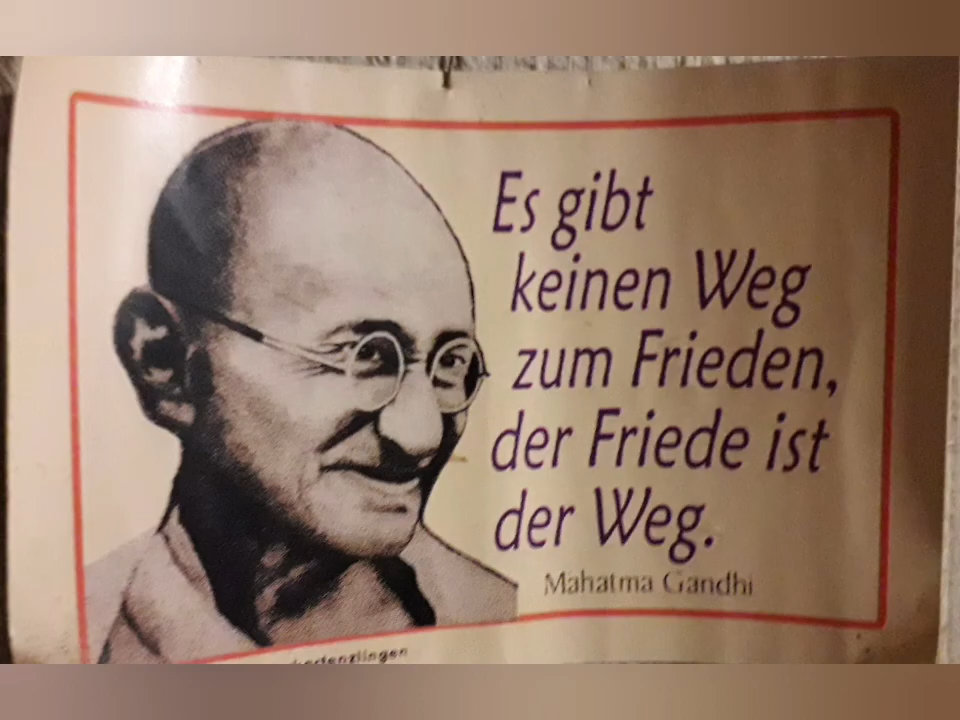 Es gibt
keinen Weg
zum Frieden,
der Friede ist
der Weg.
Mahatma Gandhi